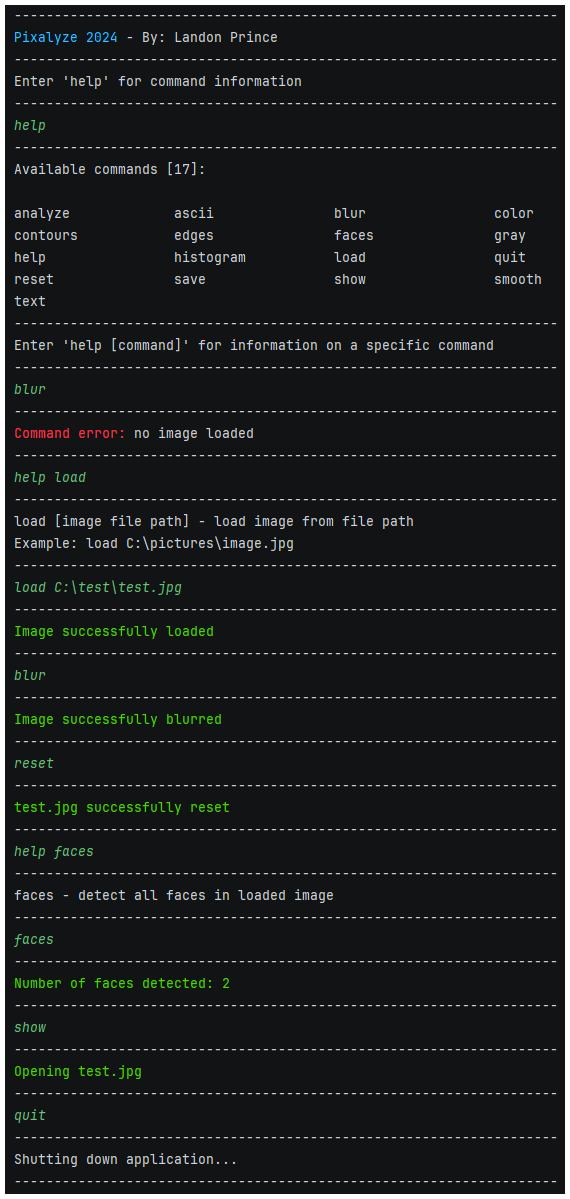 --------------------------------------------------------------------
Pixalyze 2024 - By: Landon Prince
--------------------------------------------------------------------
Enter 'help' for command information
--------------------------------------------------------------------
help
--------------------------------------------------------------------
Available commands [17]:
analyze             ascii               blur                color
contours            edges               faces               gray
help                histogram           load                quit
reset               save                show                smooth
text
--------------------------------------------------------------------
Enter 'help [command]' for information on a specific command
--------------------------------------------------------------------
blur
--------------------------------------------------------------------
Command error: no image loaded
--------------------------------------------------------------------
help load
--------------------------------------------------------------------
load [image file path] - load image from file path
Example: load C:\pictures\image.jpg
--------------------------------------------------------------------
load C:\test\test.jpg
--------------------------------------------------------------------
Image successfully loaded
--------------------------------------------------------------------
blur
--------------------------------------------------------------------
Image successfully blurred
--------------------------------------------------------------------
reset
--------------------------------------------------------------------
test.jpg successfully reset
--------------------------------------------------------------------
help faces
--------------------------------------------------------------------
faces - detect all faces in loaded image
--------------------------------------------------------------------
faces
--------------------------------------------------------------------
Number of faces detected: 2
--------------------------------------------------------------------
show
--------------------------------------------------------------------
Opening test.jpg
--------------------------------------------------------------------
quit
--------------------------------------------------------------------
Shutting down application...
--------------------------------------------------------------------